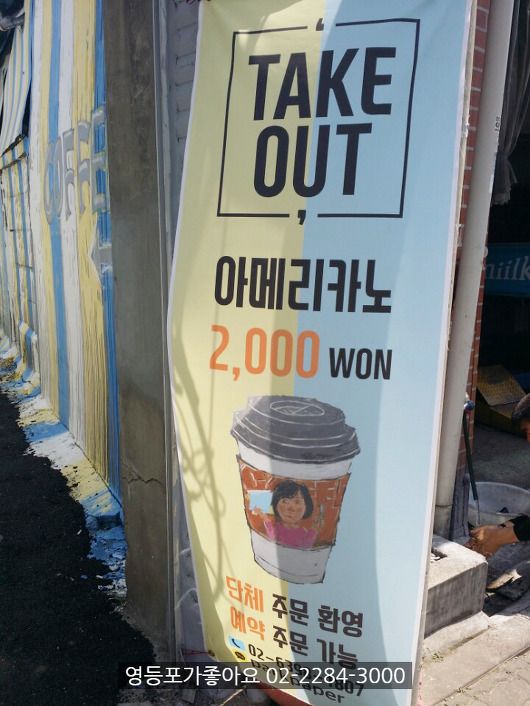 TAKE
OUT
아메리카노
2,000 WON
단체 주문 환영
예약 주문 가능
영등포가좋아요 02-2284-3000